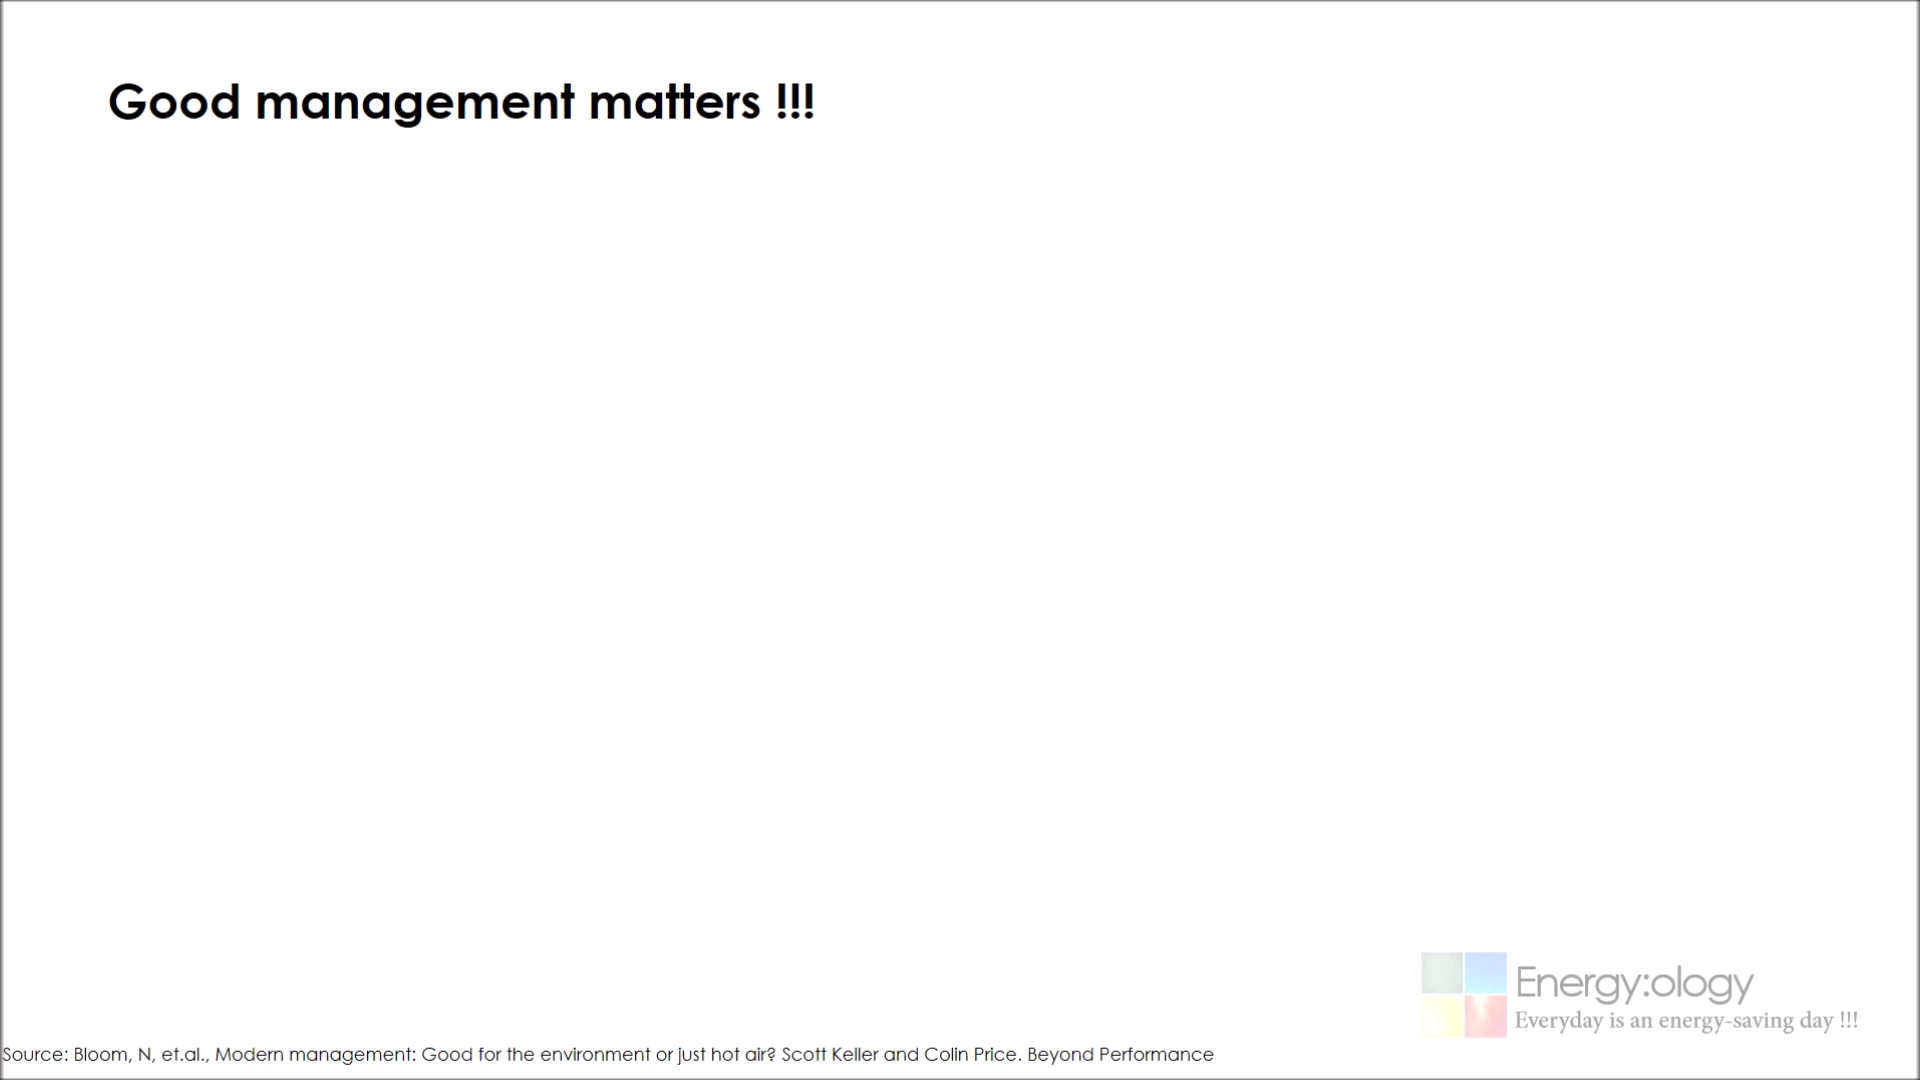 Good management matters !!!
Energy:ology
Everyday is an energy-saving day !!!
Source: Bloom, N, et.al., Modern management: Good for the environment or just hot air? Scott Keller and Colin Price. Beyond Performance